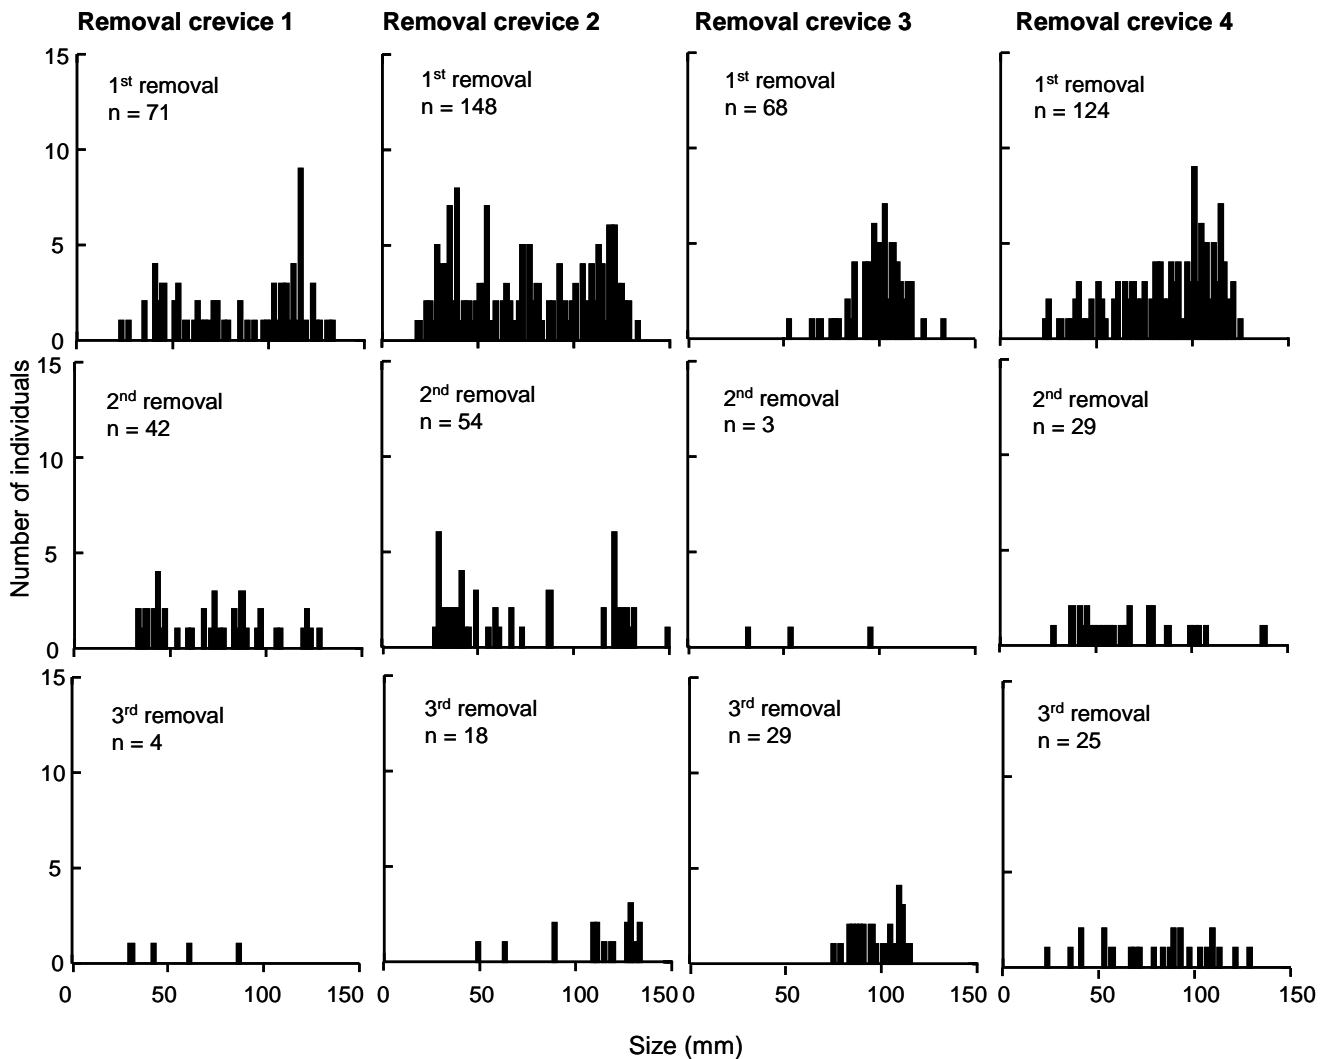 Removal crevice 1 Removal crevice 2 Removal crevice 3 Removal crevice 4
15
1st removal
n = 71
1st removal
n = 148
1st removal
n = 68
1st removal
n = 124
10
5
0
Number of individuals
15
2nd removal
n = 42
2nd removal
n = 54
2nd removal
n = 3
2nd removal
n = 29
10
5
0
15
3rd removal
n = 4
3rd removal
n = 18
3rd removal
n = 29
3rd removal
n = 25
10
5
0
0 50 100 150 0 50 100 150 0 50 100 150 0 50 100 150
Size (mm)